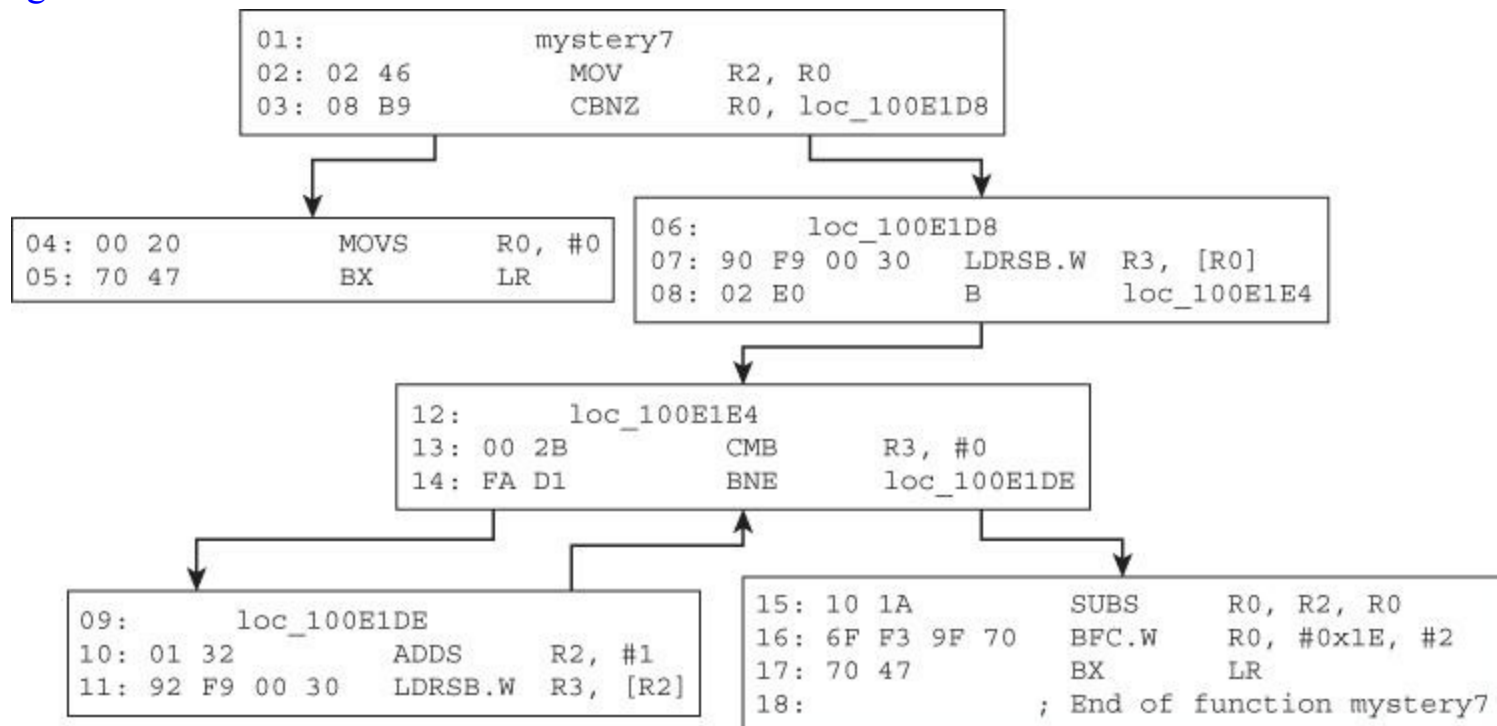 01: mystery7
02: 02 46 MOV R2, R0
03: 08 B9 CBNZ R0, loc_100E1D8
04: 00 20 MOVS R0, #0
05: 70 47 BX LR
06: loc_100E1D8
07: 90 F9 00 30 LDRSB.W R3, [R0]
08: 02 E0 B loc_100E1E4
12: loc_100E1E4
13: 00 2B CMB R3, #0
14: FA D1 BNE loc_100E1DE
09: loc_100E1DE
10: 01 32 ADDS R2, #1
11: 92 F9 00 30 LDRSB.W R3, [R2]
15: 10 1A SUBS R0, R2, R0
16: 6F F3 9F 70 BFC.W R0, #0x1E, #2
17: 70 47 BX LR
18: ; End of function mystery7